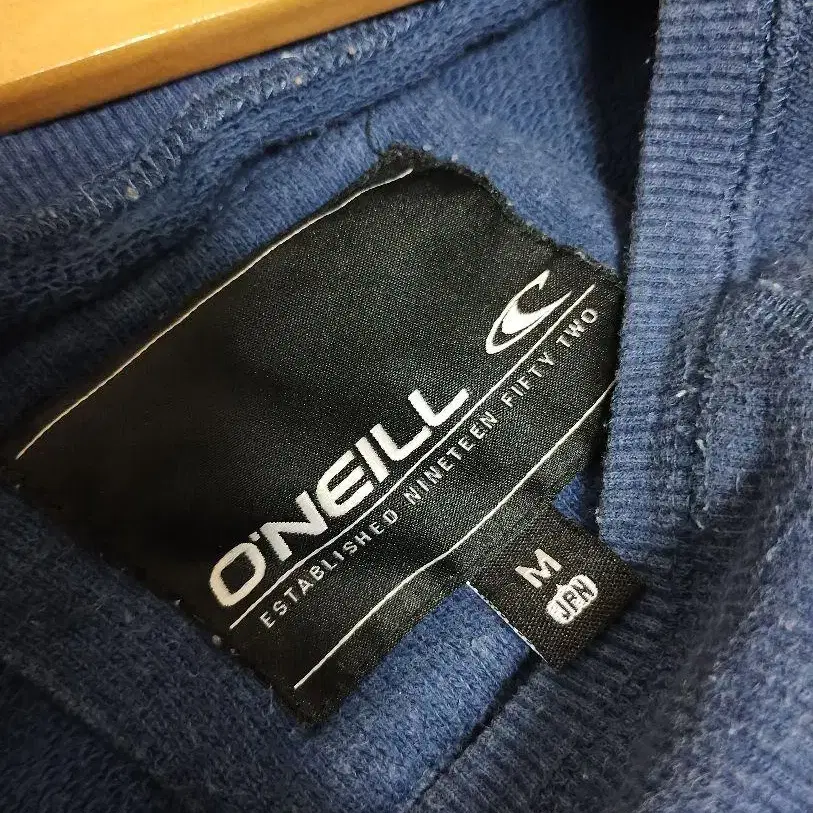 O'NEILL
ESTABLISHED NINETEEN FIFTY TWO
M
JPN